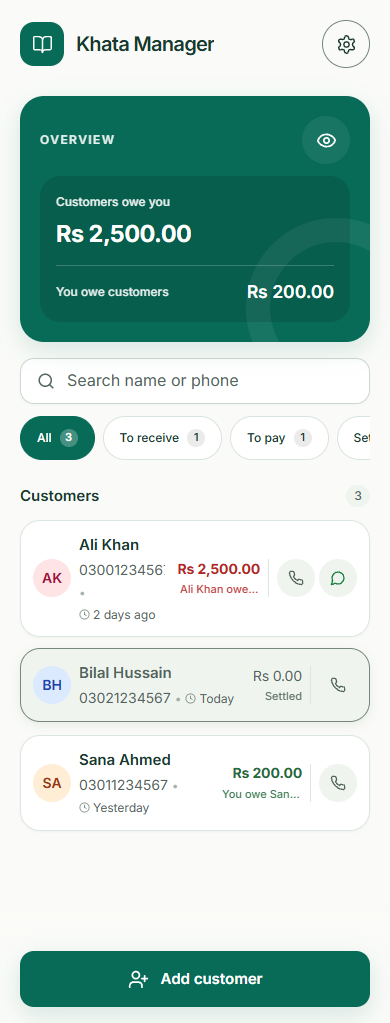 Khata Manager
OVERVIEW
Customers owe you
Rs 2,500.00
You owe customers Rs 200.00
Search name or phone
All 3 To receive 1 To pay 1 Set
Customers 3
AK
Ali Khan
03001234567 •
2 days ago
Rs 2,500.00
Ali Khan owe...
BH
Bilal Hussain
03021234567 • Today
Rs 0.00
Settled
SA
Sana Ahmed
03011234567 •
Yesterday
Rs 200.00
You owe San...
Add customer